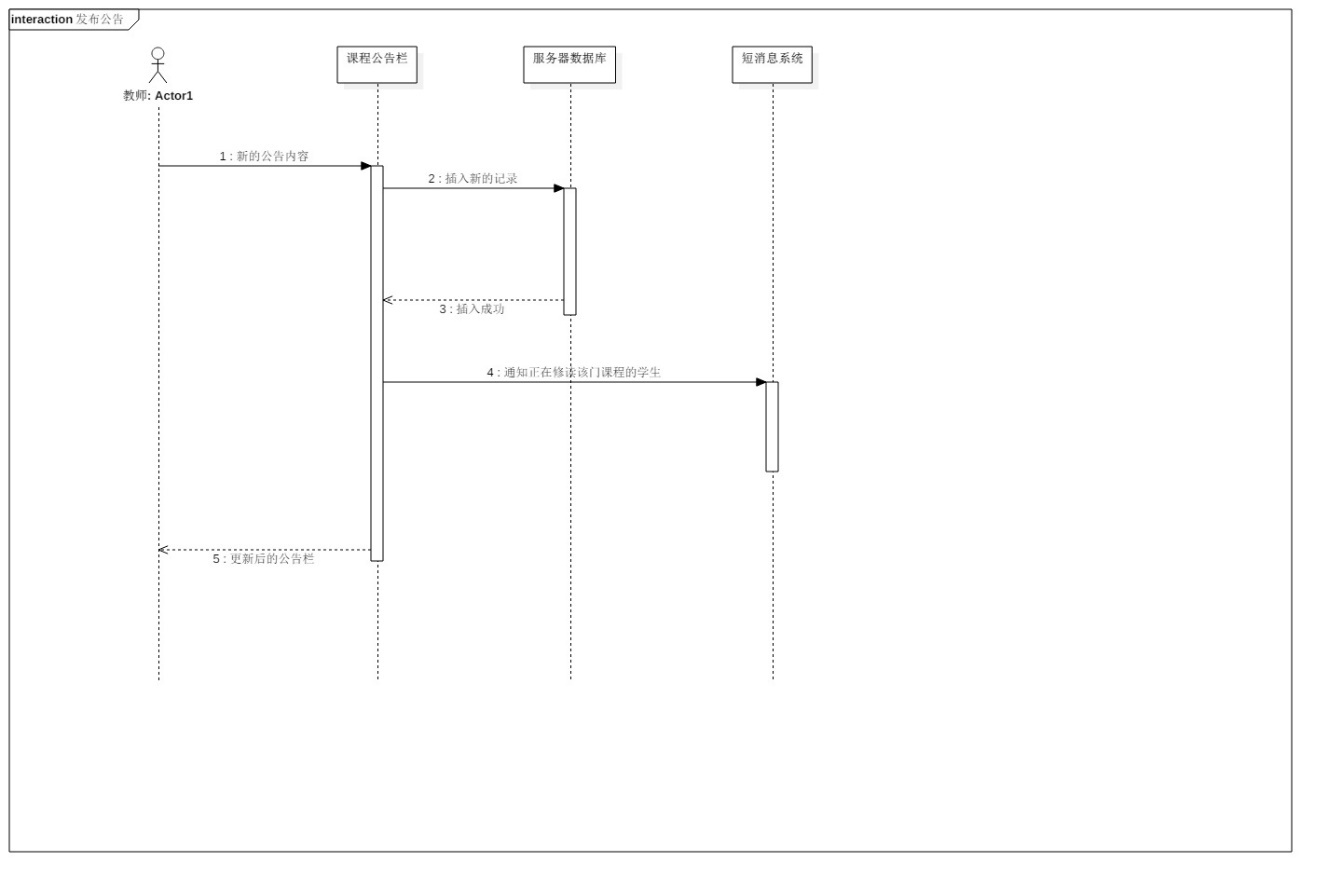 interaction 发布公告
课程公告栏
服务器数据库
短消息系统
教师: Actor1
1 : 新的公告内容
2 : 插入新的记录
3 : 插入成功
4 : 通知正在修读该门课程的学生
5 : 更新后的公告栏